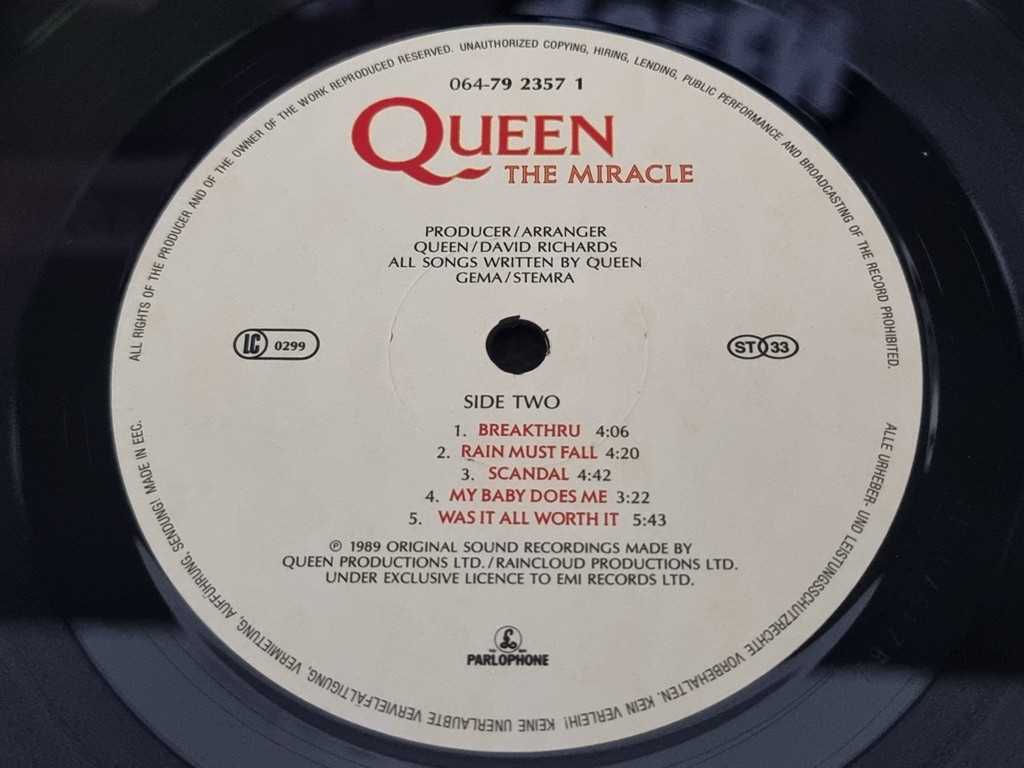 ALL RIGHTS OF THE PRODUCER AND OF THE OWNER OF THE WORK REPRODUCED RESERVED. UNAUTHORIZED COPYING, HIRING, LENDING, PUBLIC PERFORMANCE AND BROADCASTING OF THE RECORD PROHIBITED.
064-79 2357 1
QUEEN
THE MIRACLE
PRODUCER/ARRANGER
QUEEN/DAVID RICHARDS
ALL SONGS WRITTEN BY QUEEN
GEMA/STEMRA
LC 0299
ST 33
SIDE TWO
1. BREAKTHRU 4:06
2. RAIN MUST FALL 4:20
3. SCANDAL 4:42
4. MY BABY DOES ME 3:22
5. WAS IT ALL WORTH IT 5:43
℗ 1989 ORIGINAL SOUND RECORDINGS MADE BY
QUEEN PRODUCTIONS LTD./RAINCLOUD PRODUCTIONS LTD.
UNDER EXCLUSIVE LICENCE TO EMI RECORDS LTD.
PARLOPHONE
ALLE URHEBER- UND LEISTUNGSSCHUTZRECHTE VORBEHALTEN. KEIN VERLEIH! KEINE UNERLAUBTE VERVIELFÄLTIGUNG, VERMIETUNG, AUFFÜHRUNG, SENDUNG! MADE IN EEC.